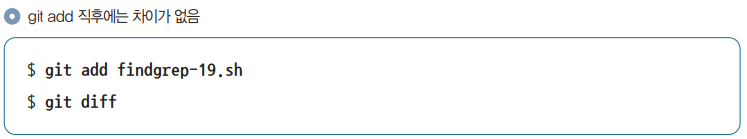 git add 직후에는 차이가 없음
$ git add findgrep-19.sh
$ git diff